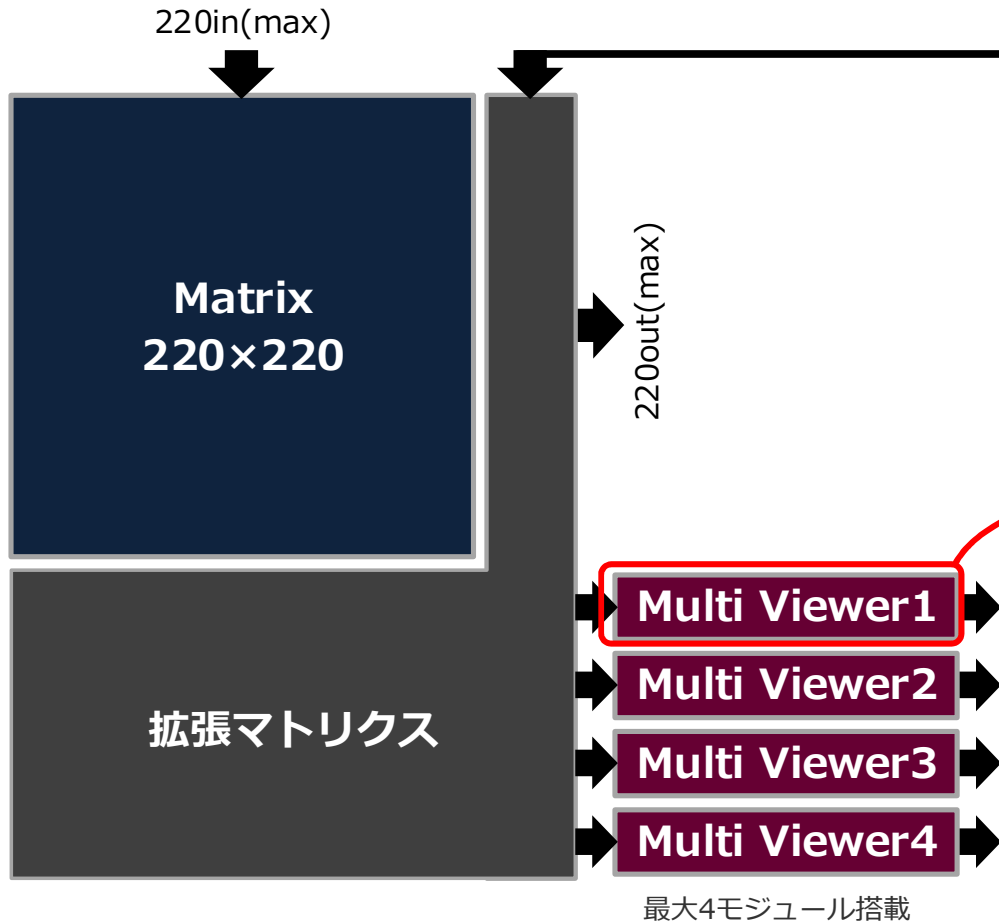 220in(max)
Matrix
220×220
220out(max)
拡張マトリクス
Multi Viewer1
Multi Viewer2
Multi Viewer3
Multi Viewer4
最大4モジュール搭載